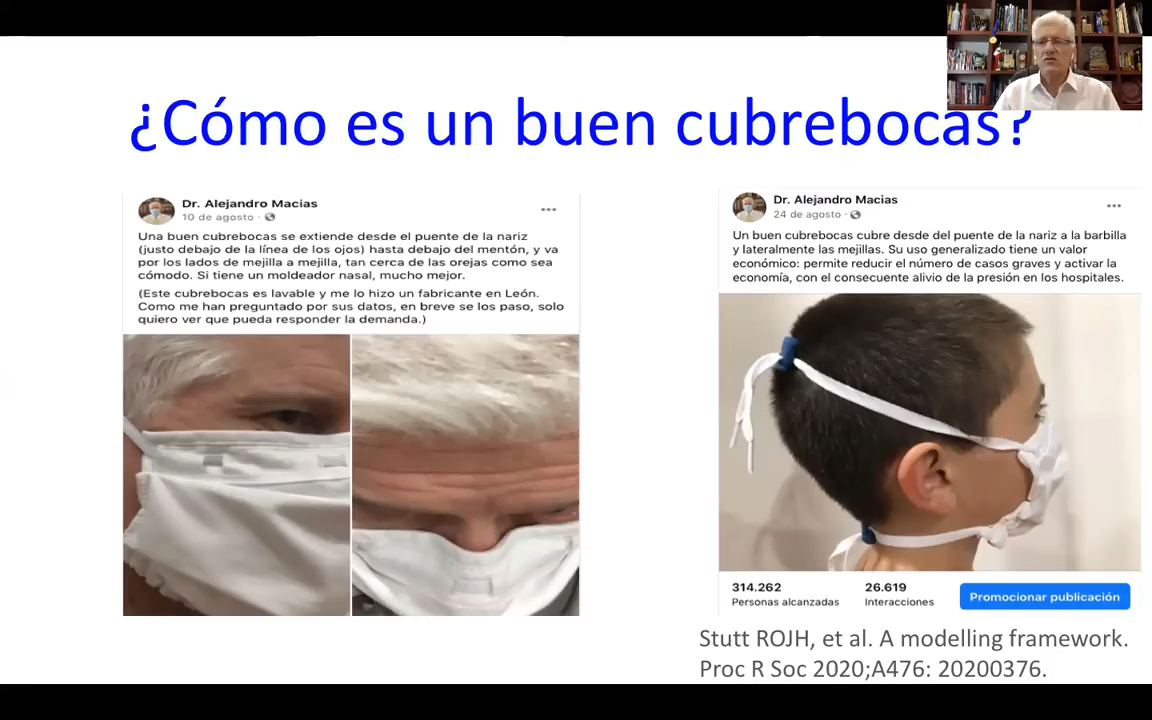 ¿Cómo es un buen cubrebocas?
Dr. Alejandro Macias
10 de agosto ·
Una buen cubrebocas se extiende desde el puente de la nariz
(justo debajo de la línea de los ojos) hasta debajo del mentón, y va
por los lados de mejilla a mejilla, tan cerca de las orejas como sea
cómodo. Si tiene un moldeador nasal, mucho mejor.
(Este cubrebocas es lavable y me lo hizo un fabricante en León.
Como me han preguntado por sus datos, en breve se los paso, solo
quiero ver que pueda responder la demanda.)
Dr. Alejandro Macias
24 de agosto ·
Un buen cubrebocas cubre desde del puente de la nariz a la barbilla
y lateralmente las mejillas. Su uso generalizado tiene un valor
económico: permite reducir el número de casos graves y activar la
economía, con el consecuente alivio de la presión en los hospitales.
314.262
Personas alcanzadas
26.619
Interacciones
Promocionar publicación
Stutt ROJH, et al. A modelling framework.
Proc R Soc 2020;A476: 20200376.